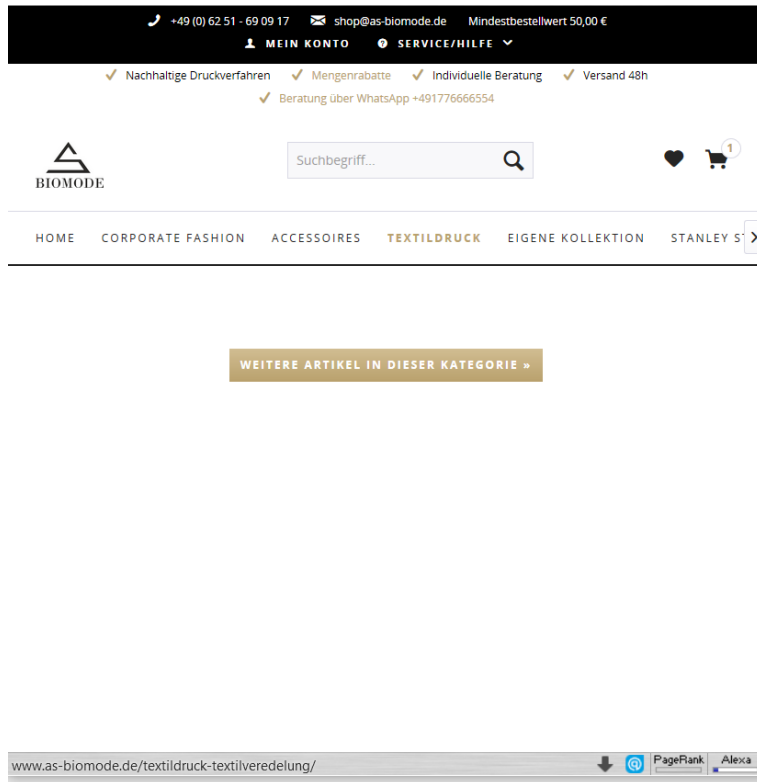 +49 (0) 62 51 - 69 09 17 shop@as-biomode.de Mindestbestellwert 50,00 €
MEIN KONTO SERVICE/HILFE
Nachhaltige Druckverfahren Mengenrabatte Individuelle Beratung Versand 48h
Beratung über WhatsApp +491776666554
BIOMODE
Suchbegriff...
1
HOME CORPORATE FASHION ACCESSOIRES TEXTILDRUCK EIGENE KOLLEKTION STANLEY
WEITERE ARTIKEL IN DIESER KATEGORIE »
www.as-biomode.de/textildruck-textilveredelung/
PageRank Alexa